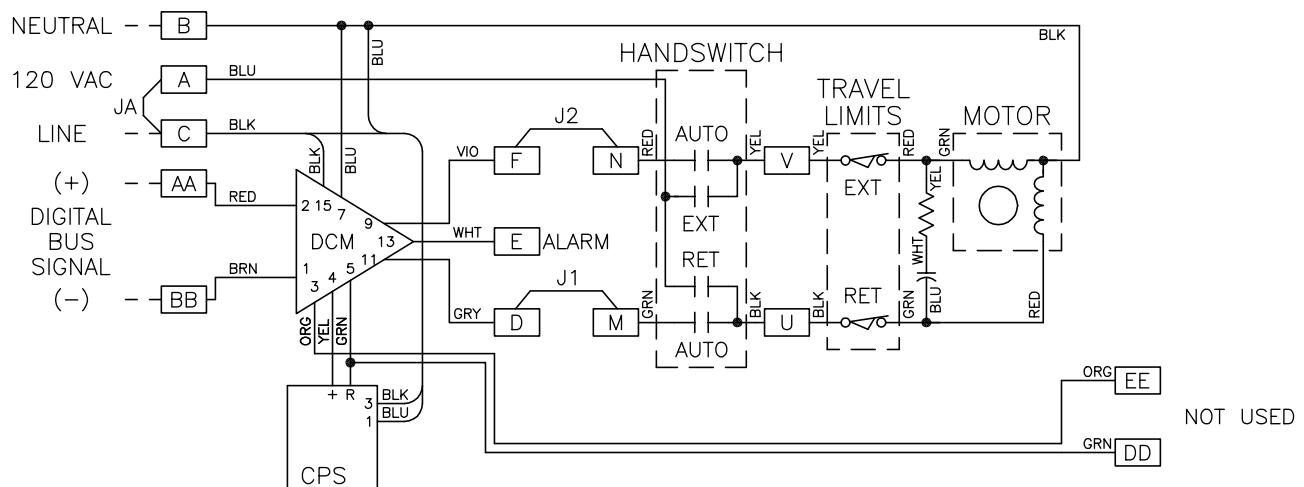 NEUTRAL
B
BLK
BLU
HANDSWITCH
120 VAC
A
BLU
JA
TRAVEL
LIMITS
MOTOR
J2
LINE
C
BLK
AUTO
RED
YEL
YEL
RED
GRN
BLK
BLU
VIO
F
N
V
EXT
YEL
(+)
AA
RED
2
15
7
9
EXT
DIGITAL
BUS
SIGNAL
DCM
13
WHT
E
ALARM
WHT
BRN
1
3
4
5
11
J1
RET
(-)
BB
GRY
D
M
GRN
BLK
U
BLK
RET
GRN
BLU
RED
ORG
YEL
GRN
AUTO
+
R
3
BLK
1
BLU
CPS
ORG
EE
NOT USED
GRN
DD